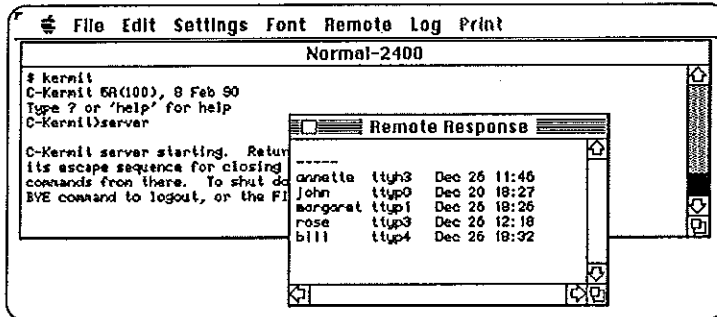 File Edit Settings Font Remote Log Print
Normal-2400
$ kermit
C-Kermit 5A(100), 8 Feb 90
Type ? or 'help' for help
C-Kermit>server
C-Kermit server starting. Retur
its escape sequence for closing
commands from there. To shut do
BYE command to logout, or the FI
Remote Response
-----
annette ttyh3 Dec 26 11:46
john ttyp0 Dec 20 18:27
margaret ttyp1 Dec 26 18:26
rose ttyp3 Dec 26 12:18
bill ttyp4 Dec 26 18:32